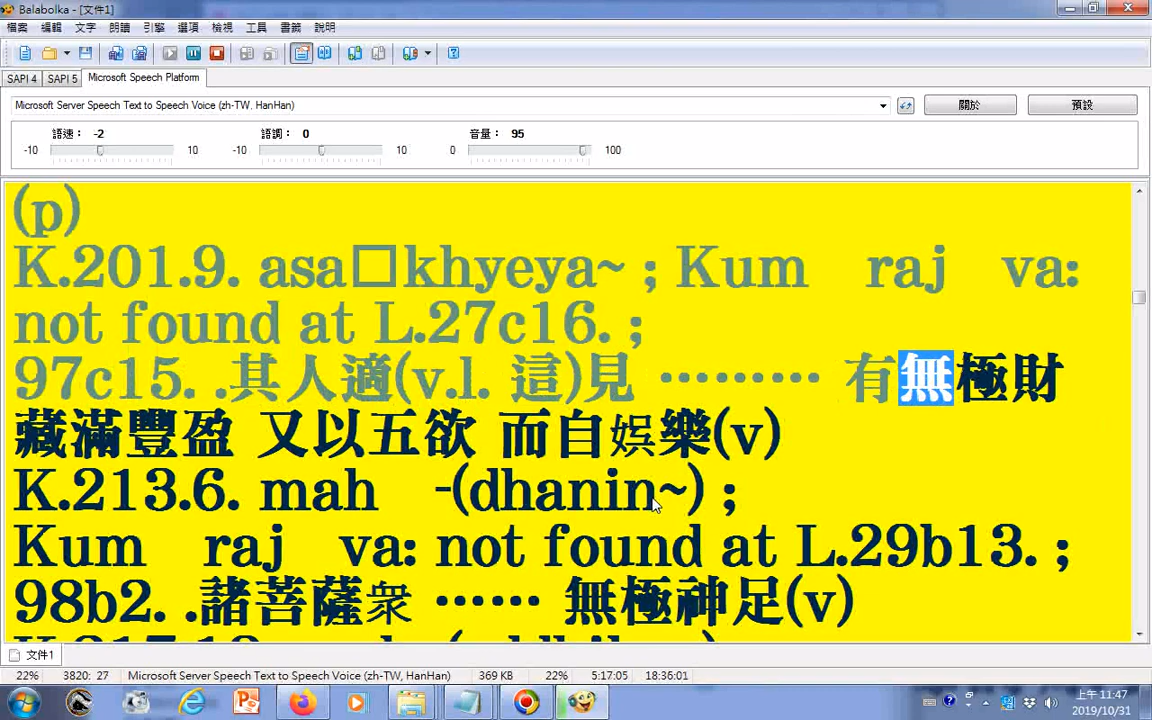 Balabolka - [文件1]
檔案 編輯 文字 朗讀 引擎 選項 檢視 工具 書籤 說明
SAPI 4 SAPI 5 Microsoft Speech Platform
Microsoft Server Speech Text to Speech Voice (zh-TW, HanHan) 關於 預設
語速： -2 語調： 0 音量： 95
-10 10 -10 10 0 100
(p)
K.201.9. asa□khyeya~ ; Kum raj va:
not found at L.27c16. ;
97c15. .其人適(v.l. 這)見 ……… 有無極財
藏滿豐盈 又以五欲 而自娛樂(v)
K.213.6. mah -(dhanin~) ;
Kum raj va: not found at L.29b13. ;
98b2. .諸菩薩衆 …… 無極神足(v)
文件1
22% 3820: 27 Microsoft Server Speech Text to Speech Voice (zh-TW, HanHan) 369 KB 22% 5:17:05 18:36:01
上午 11:47
2019/10/31